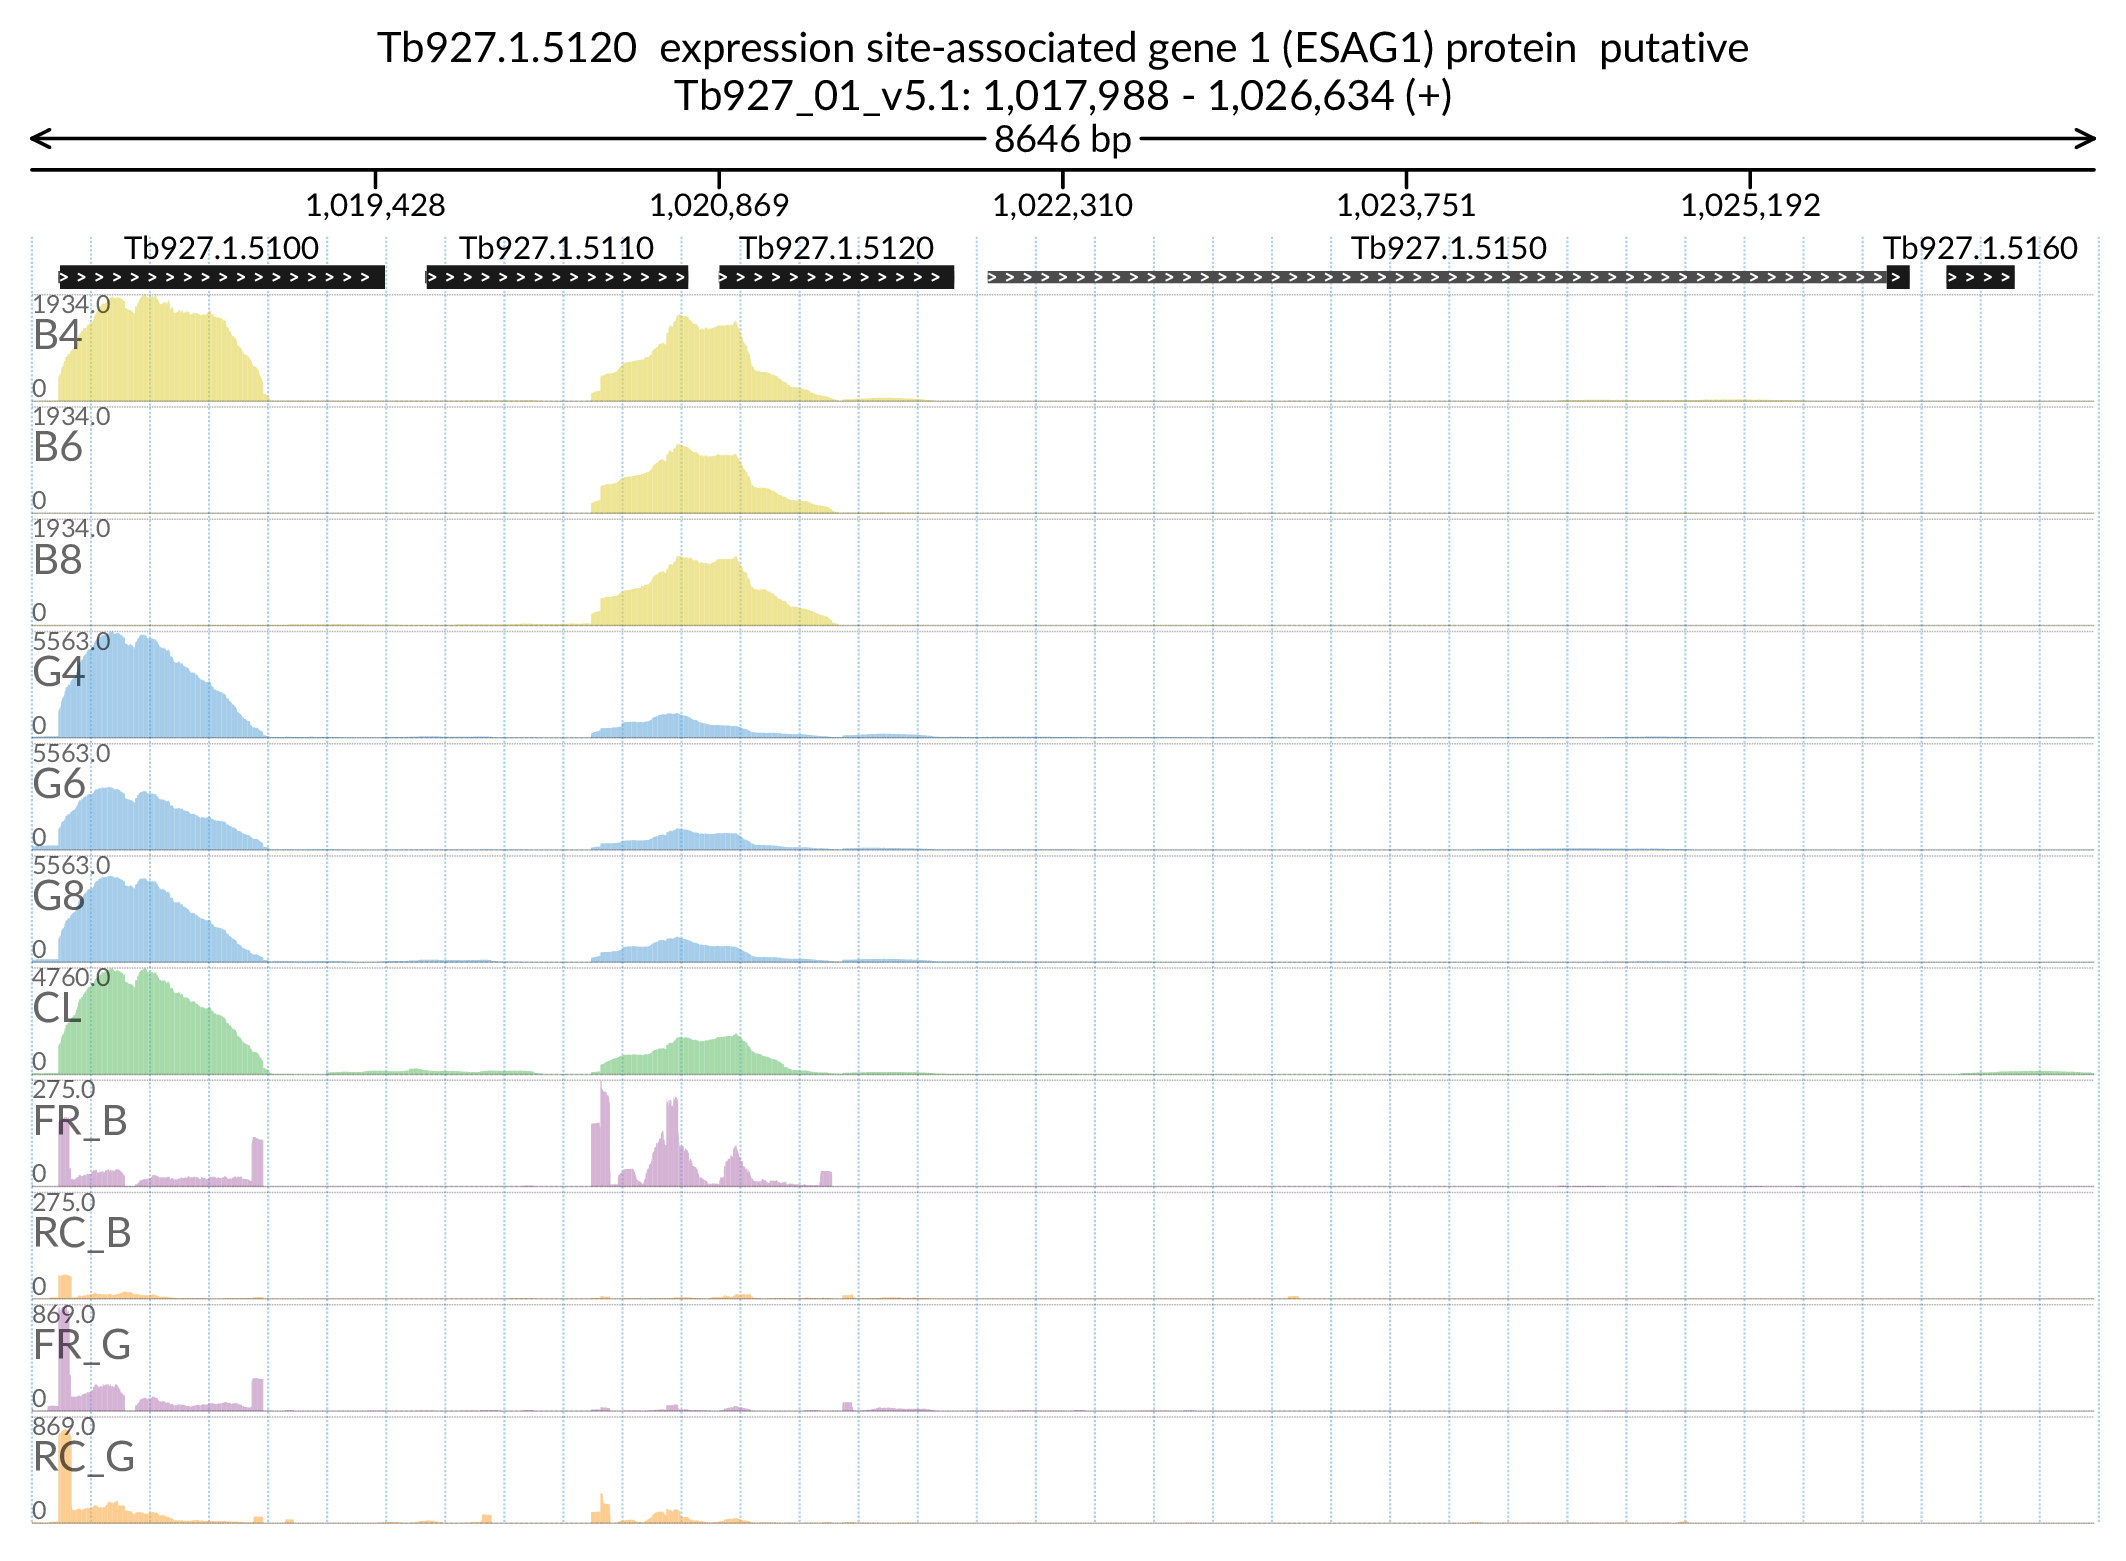 Tb927.1.5120 expression site-associated gene 1 (ESAG1) protein putative
Tb927_01_v5.1: 1,017,988 - 1,026,634 (+)
8646 bp
1,019,428 1,020,869 1,022,310 1,023,751 1,025,192
Tb927.1.5100 Tb927.1.5110 Tb927.1.5120 Tb927.1.5150 Tb927.1.5160
1934.0
B4
0
1934.0
B6
0
1934.0
B8
0
5563.0
G4
0
5563.0
G6
0
5563.0
G8
0
4760.0
CL
0
275.0
FR_B
0
275.0
RC_B
0
869.0
FR_G
0
869.0
RC_G
0